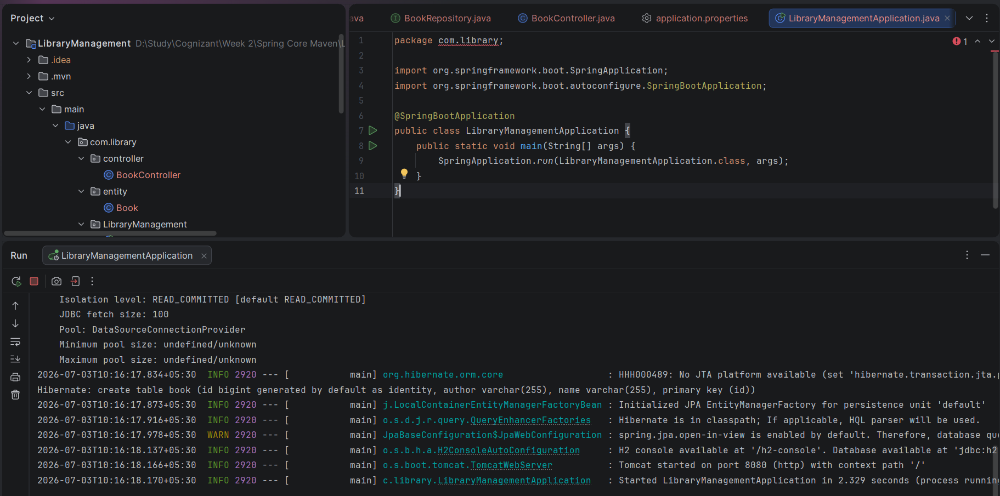 Project
LibraryManagement D:\Study\Cognizant\Week 2\Spring Core Maven\L
.idea
.mvn
src
main
java
com.library
controller
BookController
entity
Book
LibraryManagement
ava
BookRepository.java
BookController.java
application.properties
LibraryManagementApplication.java
1
1 package com.library;
2
3 import org.springframework.boot.SpringApplication;
4 import org.springframework.boot.autoconfigure.SpringBootApplication;
5
6 @SpringBootApplication
7 public class LibraryManagementApplication {
8 public static void main(String[] args) {
9 SpringApplication.run(LibraryManagementApplication.class, args);
10 }
11 }
Run LibraryManagementApplication
Isolation level: READ_COMMITTED [default READ_COMMITTED]
JDBC fetch size: 100
Pool: DataSourceConnectionProvider
Minimum pool size: undefined/unknown
Maximum pool size: undefined/unknown
2026-07-03T10:16:17.834+05:30 INFO 2920 --- [ main] org.hibernate.orm.core : HHH000489: No JTA platform available (set 'hibernate.transaction.jta.p
Hibernate: create table book (id bigint generated by default as identity, author varchar(255), name varchar(255), primary key (id))
2026-07-03T10:16:17.873+05:30 INFO 2920 --- [ main] j.LocalContainerEntityManagerFactoryBean : Initialized JPA EntityManagerFactory for persistence unit 'default'
2026-07-03T10:16:17.916+05:30 INFO 2920 --- [ main] o.s.d.j.r.query.QueryEnhancerFactories : Hibernate is in classpath; If applicable, HQL parser will be used.
2026-07-03T10:16:17.978+05:30 WARN 2920 --- [ main] JpaBaseConfiguration$JpaWebConfiguration : spring.jpa.open-in-view is enabled by default. Therefore, database qu
2026-07-03T10:16:18.137+05:30 INFO 2920 --- [ main] o.s.b.h.a.H2ConsoleAutoConfiguration : H2 console available at '/h2-console'. Database available at 'jdbc:h2
2026-07-03T10:16:18.166+05:30 INFO 2920 --- [ main] o.s.boot.tomcat.TomcatWebServer : Tomcat started on port 8080 (http) with context path '/'
2026-07-03T10:16:18.170+05:30 INFO 2920 --- [ main] c.library.LibraryManagementApplication : Started LibraryManagementApplication in 2.329 seconds (process runnin